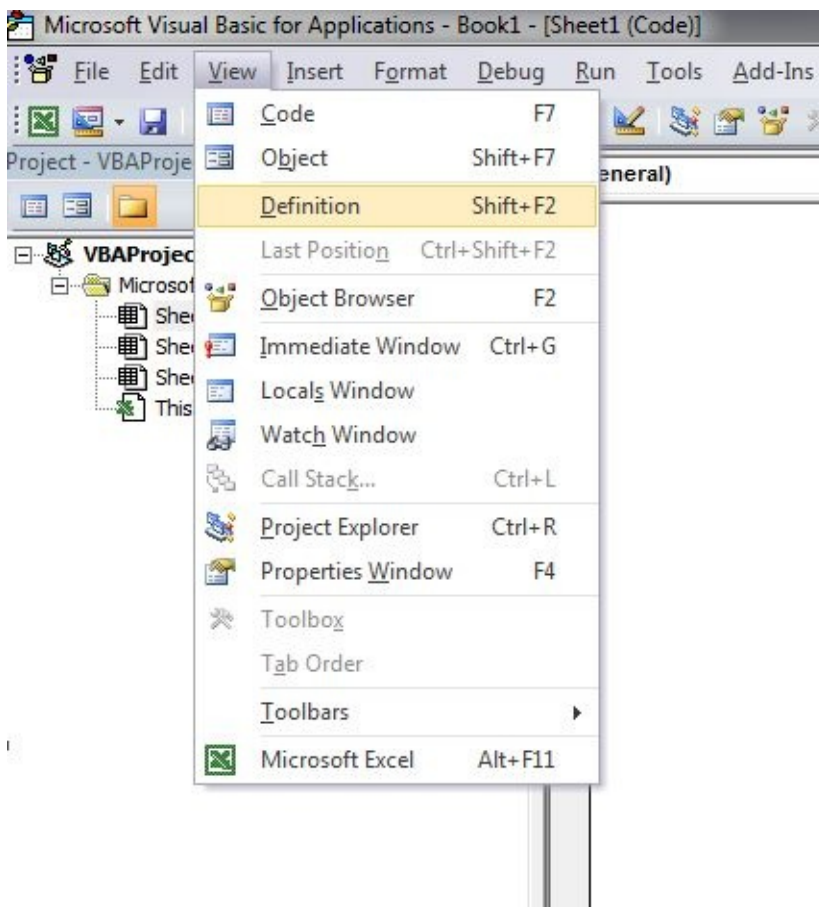 Microsoft Visual Basic for Applications - Book1 - [Sheet1 (Code)]
File Edit View Insert Format Debug Run Tools Add-Ins
Project - VBAProje
eneral)
VBAProjec
Microsof
Shee
Shee
Shee
This
Code F7
Object Shift+F7
Definition Shift+F2
Last Position Ctrl+Shift+F2
Object Browser F2
Immediate Window Ctrl+G
Locals Window
Watch Window
Call Stack... Ctrl+L
Project Explorer Ctrl+R
Properties Window F4
Toolbox
Tab Order
Toolbars
Microsoft Excel Alt+F11